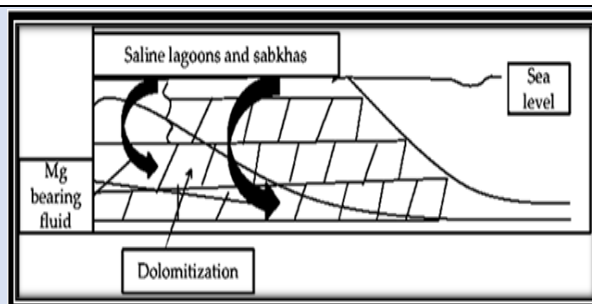 Saline lagoons and sabkhas
Sea
level
Mg
bearing
fluid
Dolomitization